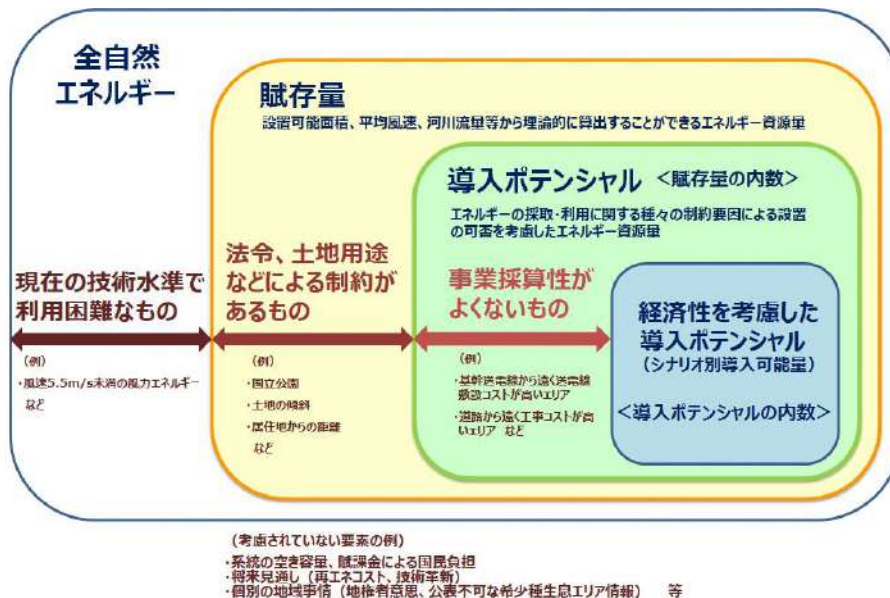 全自然
エネルギー
賦存量
設置可能面積、平均風速、河川流量等から理論的に算出することができるエネルギー資源量
導入ポテンシャル <賦存量の内数>
エネルギーの採取・利用に関する種々の制約要因による設置
の可否を考慮したエネルギー資源量
現在の技術水準で
利用困難なもの
(例)
・風速5.5m/s未満の風力エネルギー
など
法令、土地用途
などによる制約が
あるもの
(例)
・国立公園
・土地の傾斜
・居住地からの距離
など
事業採算性が
よくないもの
(例)
・基幹送電線から遠く送電線
敷設コストが高いエリア
・道路から遠く工事コストが高
いエリア など
経済性を考慮した
導入ポテンシャル
(シナリオ別導入可能量)
<導入ポテンシャルの内数>
(考慮されていない要素の例)
・系統の空き容量、賦課金による国民負担
・将来見通し(再エネコスト、技術革新)
・個別の地域事情(地権者意思、公表不可な希少種生息エリア情報) 等